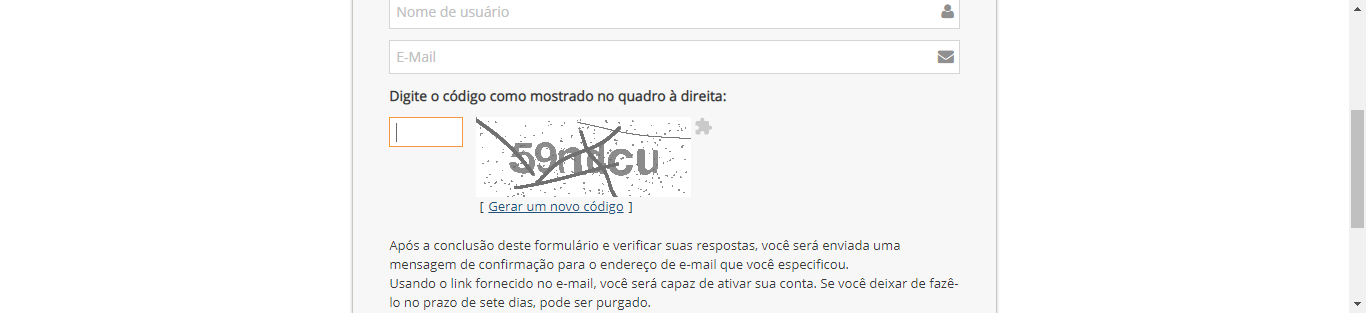 Nome de usuário
E-Mail
Digite o código como mostrado no quadro à direita:
[ Gerar um novo código ]
Após a conclusão deste formulário e verificar suas respostas, você será enviada uma
mensagem de confirmação para o endereço de e-mail que você especificou.
Usando o link fornecido no e-mail, você será capaz de ativar sua conta. Se você deixar de fazê-
lo no prazo de sete dias, pode ser purgado.